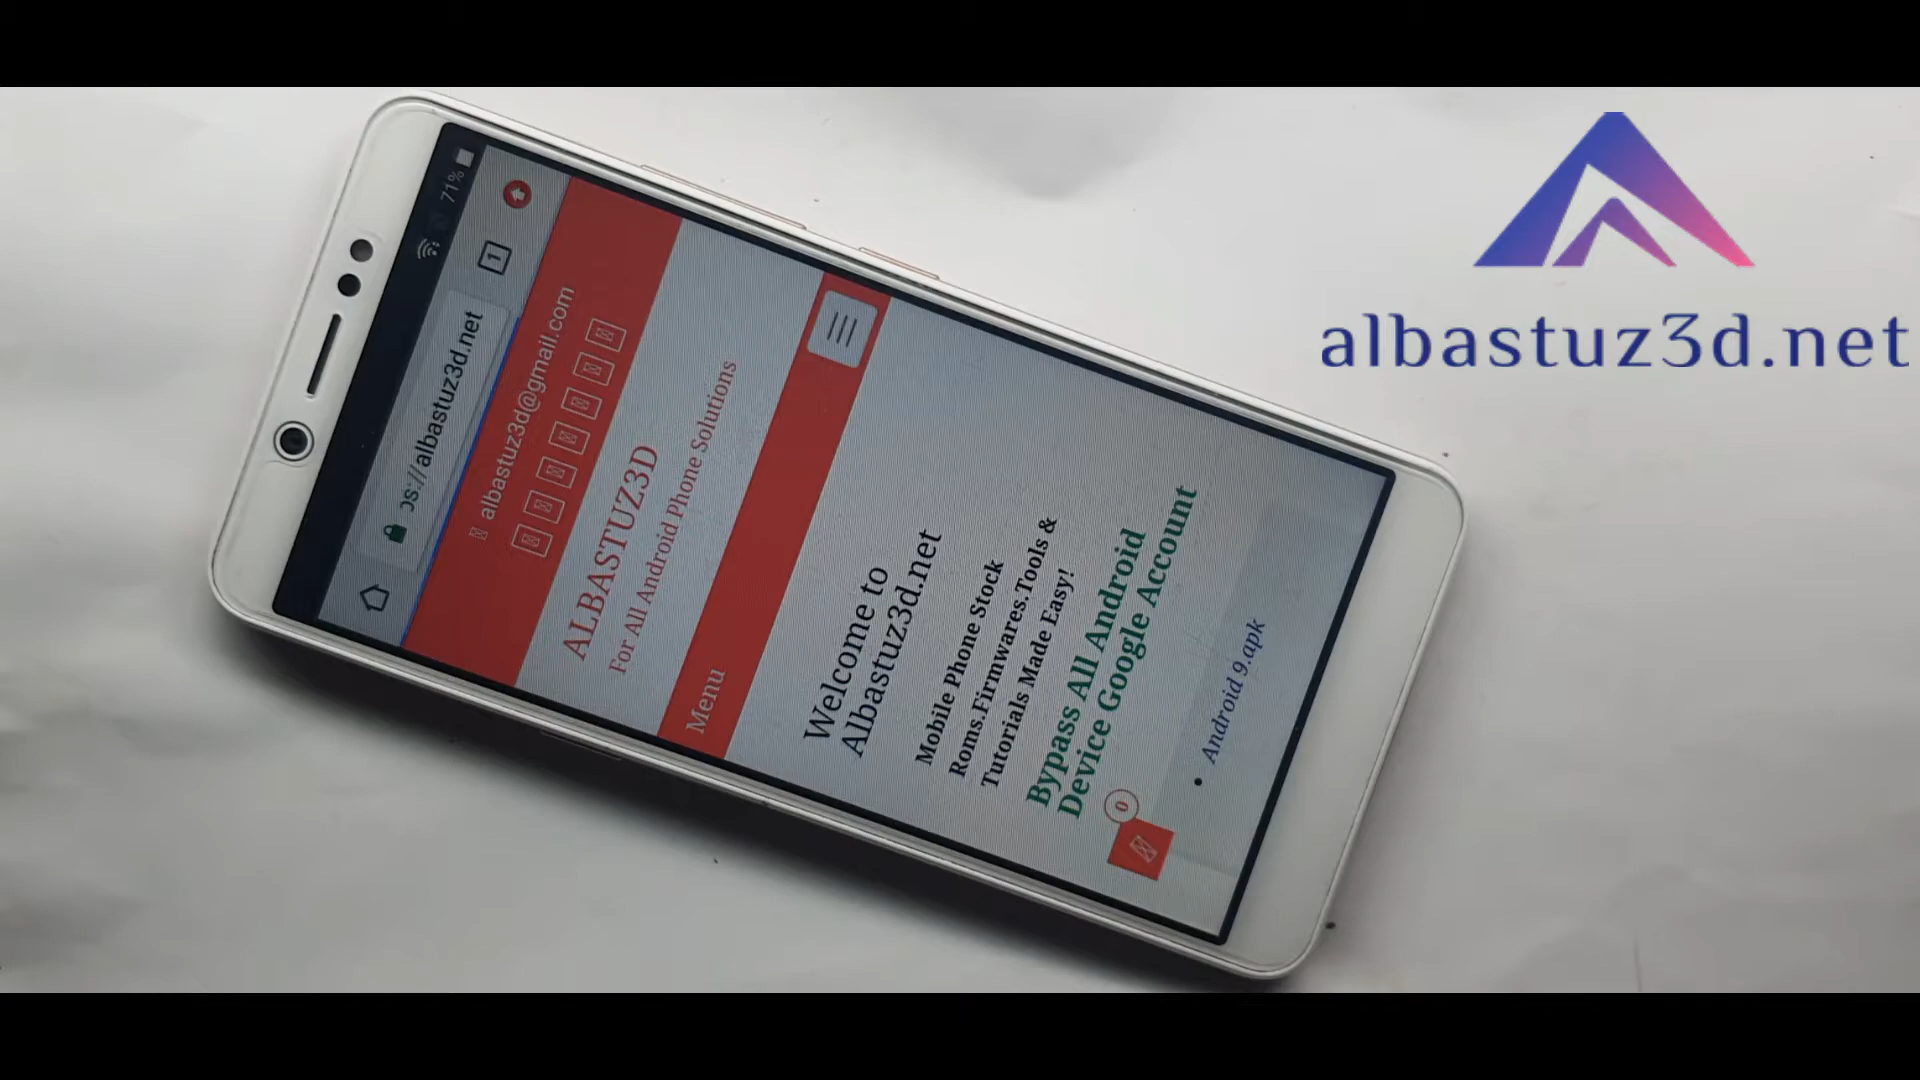 71%
1
ps://albastuz3d.net
albastuz3d@gmail.com
ALBASTUZ3D
For All Android Phone Solutions
Menu
Welcome to
Albastuz3d.net
Mobile Phone Stock
Roms.Firmwares.Tools &
Tutorials Made Easy!
Bypass All Android
Device Google Account
0
Android 9.apk
albastuz3d.net